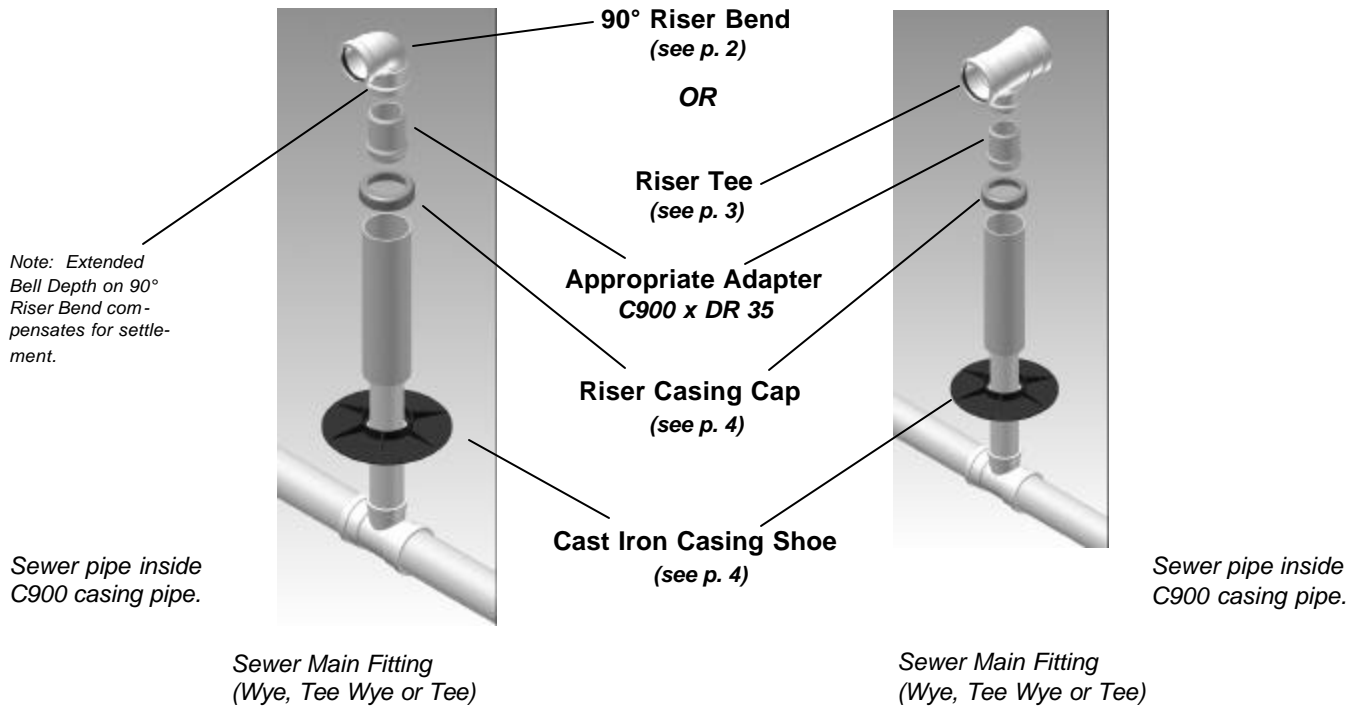 90° Riser Bend
(see p. 2)
OR
Riser Tee
(see p. 3)
Note: Extended
Bell Depth on 90°
Riser Bend com-
pensates for settle-
ment.
Appropriate Adapter
C900 x DR 35
Riser Casing Cap
(see p. 4)
Cast Iron Casing Shoe
(see p. 4)
Sewer pipe inside
C900 casing pipe.
Sewer pipe inside
C900 casing pipe.
Sewer Main Fitting
(Wye, Tee Wye or Tee)
Sewer Main Fitting
(Wye, Tee Wye or Tee)